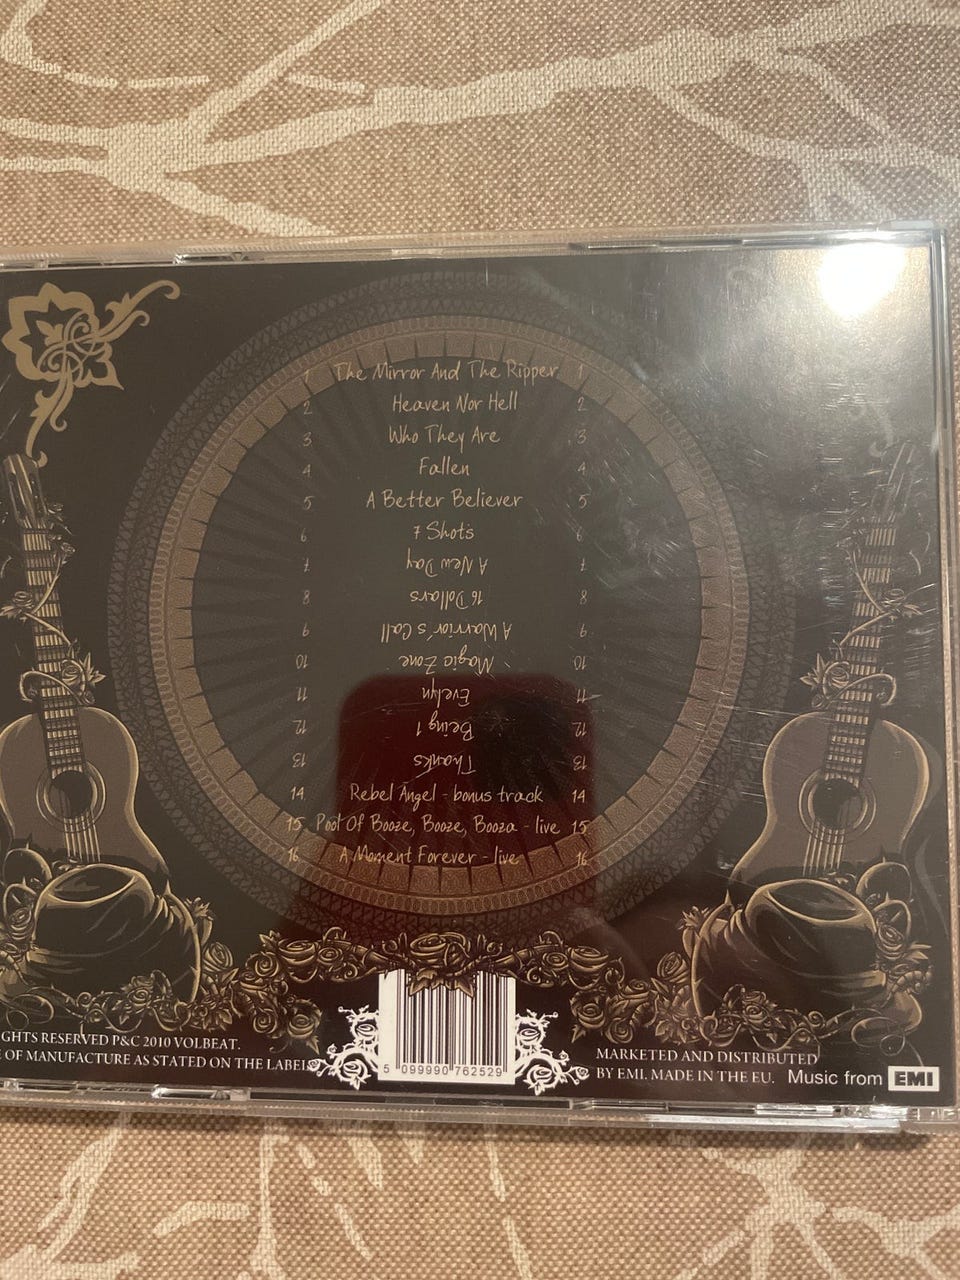 1 The Mirror And The Ripper 1
2 Heaven Nor Hell 2
3 Who They Are 3
4 Fallen 4
5 A Better Believer 5
6 7 Shots 6
7 A New Day 7
8 16 Dollars 8
9 A Warrior's Call 9
10 Magic Zone 10
11 Evelyn 11
12 Being 1 12
13 Thanks 13
14 Rebel Angel - bonus track 14
15 Pool Of Booze, Booze, Booza - live 15
16 A Moment Forever - live 16
GHTS RESERVED P&C 2010 VOLBEAT.
E OF MANUFACTURE AS STATED ON THE LABEL
5 099990 762529
MARKETED AND DISTRIBUTED
BY EMI. MADE IN THE EU. Music from EMI